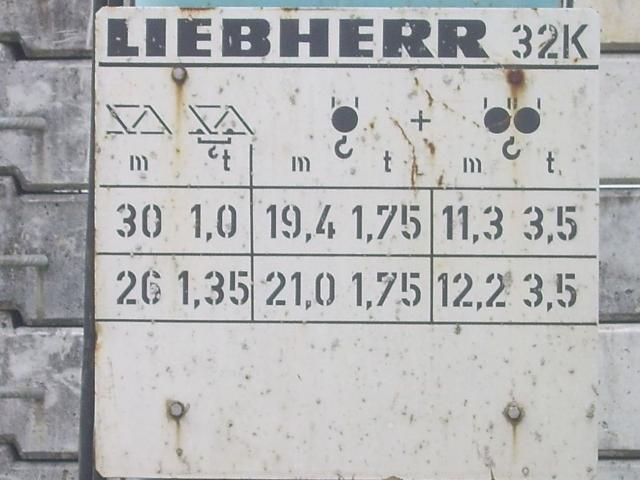 LIEBHERR 32K
+
m t m t m t.
30 1,0 19,4 1,75 11,3 3,5
26 1,35 21,0 1,75 12,2 3,5